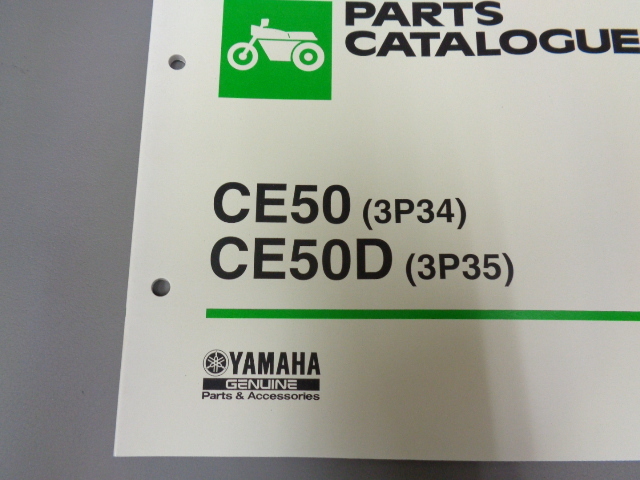 PARTS
CATALOGUE
CE50 (3P34)
CE50D (3P35)
YAMAHA
GENUINE
Parts & Accessories